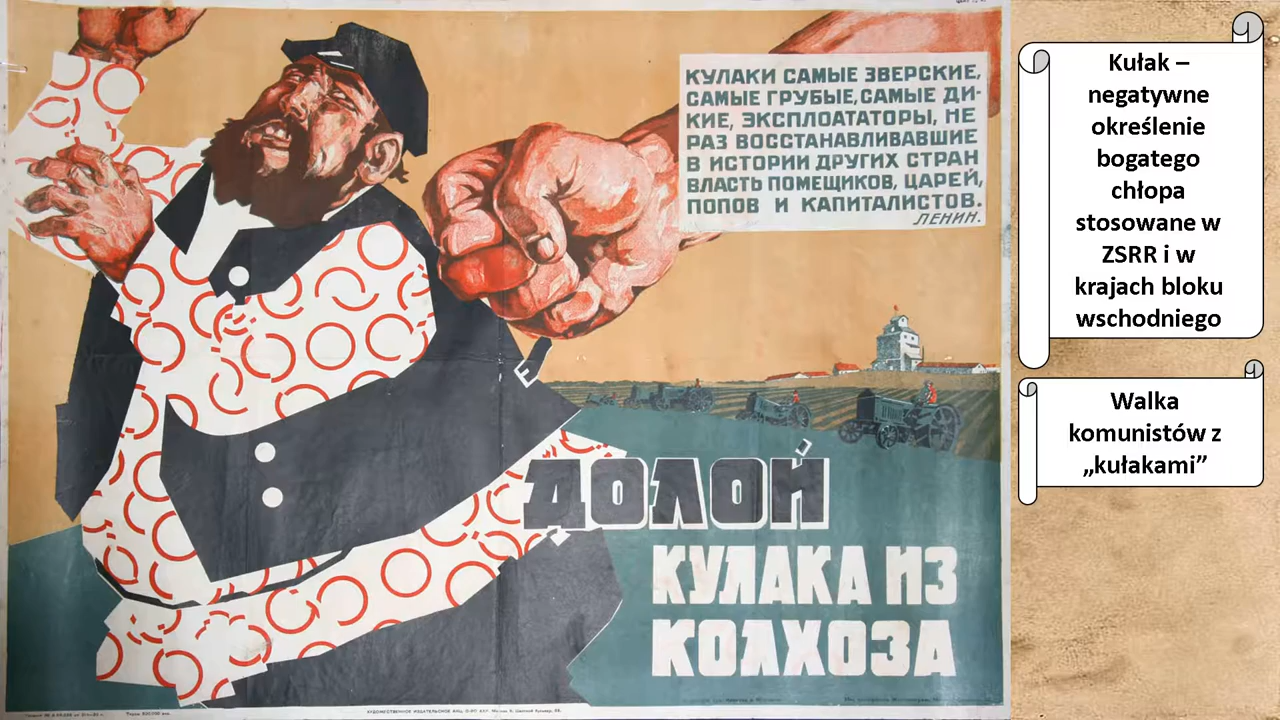 КУЛАКИ САМЫЕ ЗВЕРСКИЕ,
САМЫЕ ГРУБЫЕ, САМЫЕ ДИ-
КИЕ, ЭКСПЛОАТАТОРЫ, НЕ
РАЗ ВОССТАНАВЛИВАВШИЕ
В ИСТОРИИ ДРУГИХ СТРАН
ВЛАСТЬ ПОМЕЩИКОВ, ЦАРЕЙ,
ПОПОВ И КАПИТАЛИСТОВ.
ЛЕНИН.
ДОЛОЙ
КУЛАКА ИЗ
КОЛХОЗА
Kułak –
negatywne
określenie
bogatego
chłopa
stosowane w
ZSRR i w
krajach bloku
wschodniego
Walka
komunistów z
„kułakami”